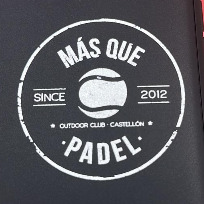 MÁS QUE
SINCE 2012
★ OUTDOOR CLUB · CASTELLÓN ★
· PADEL ·